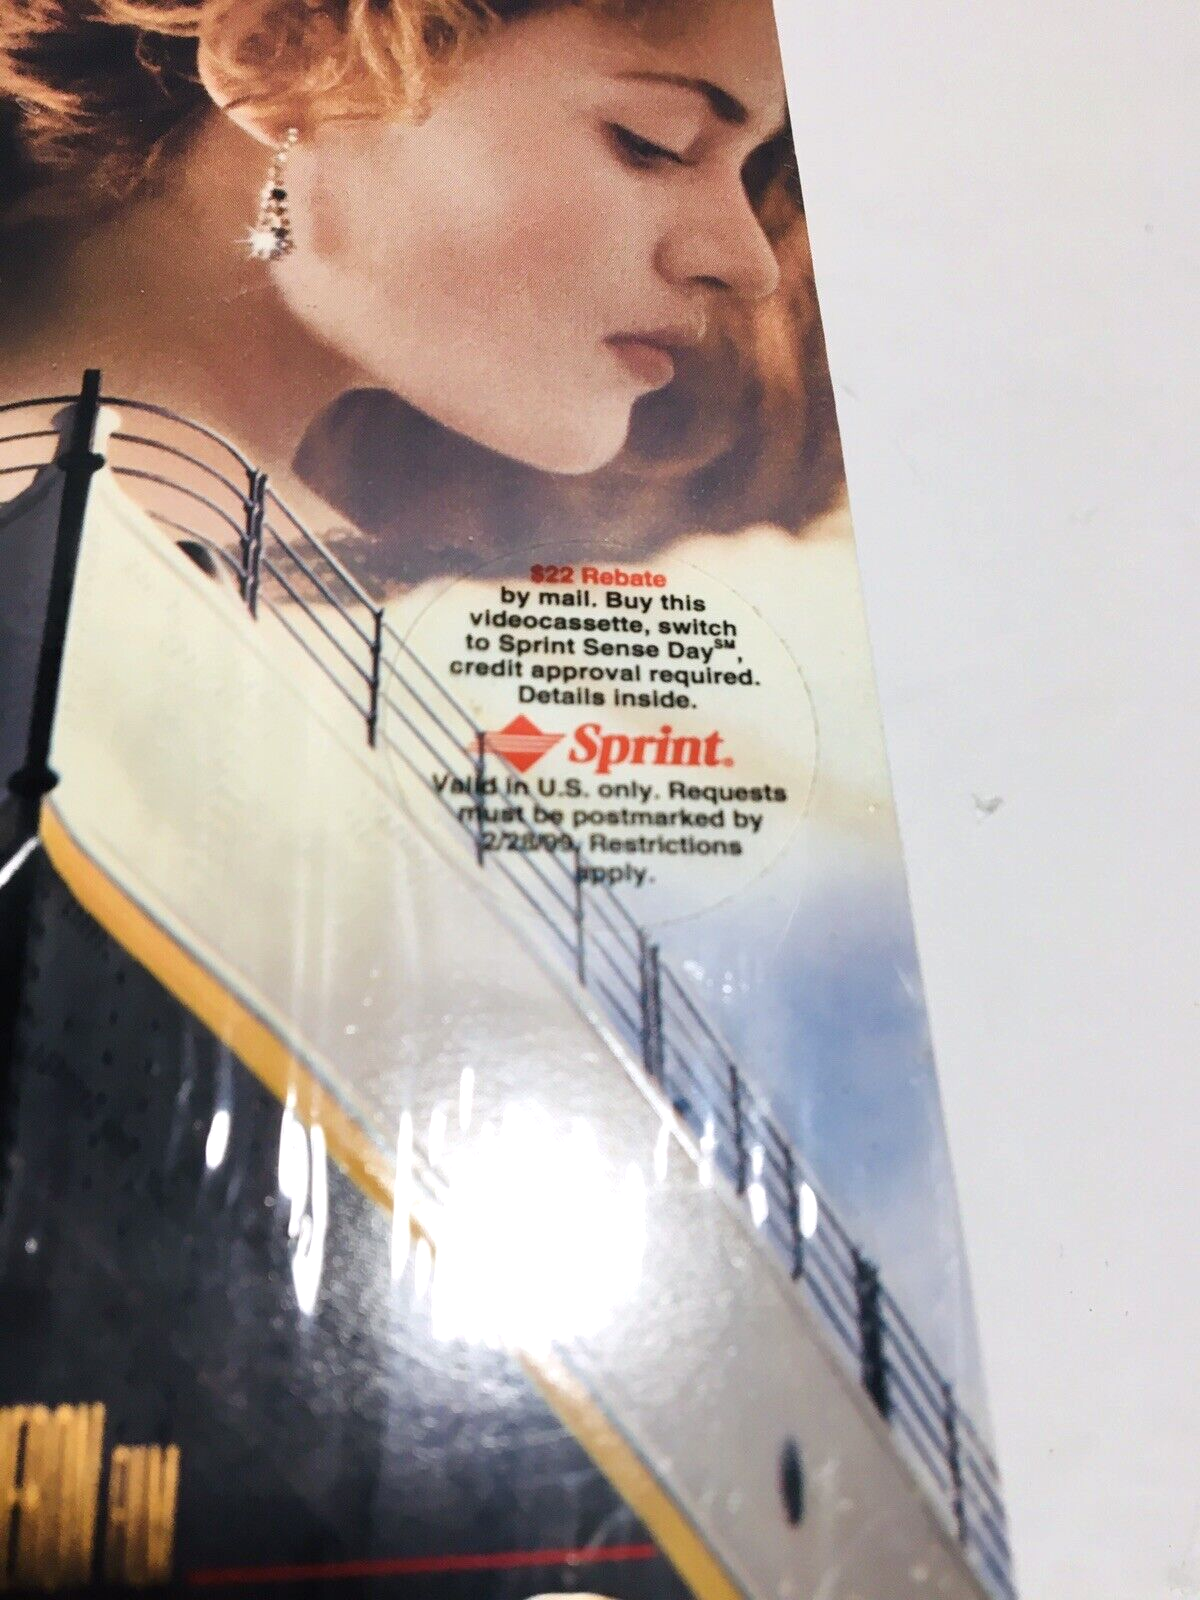 $22 Rebate
by mail. Buy this
videocassette, switch
to Sprint Sense Day℠,
credit approval required.
Details inside.
Sprint®
Valid in U.S. only. Requests
must be postmarked by
2/28/99. Restrictions
apply.